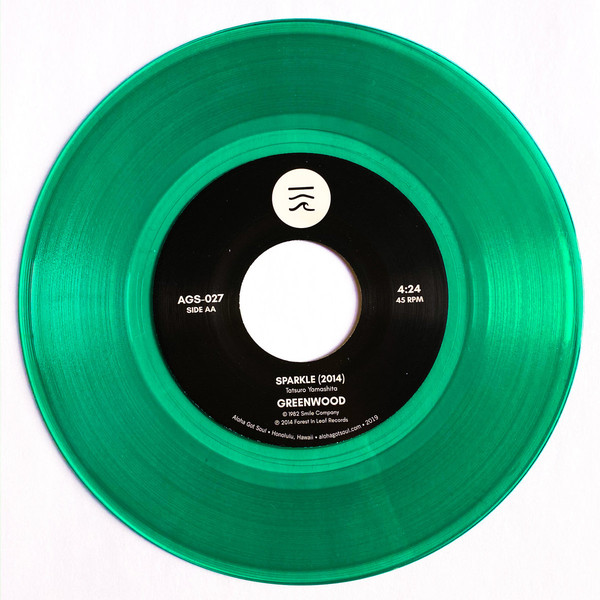 AGS-027
SIDE AA
4:24
45 RPM
SPARKLE (2014)
Tatsuro Yamashita
GREENWOOD
© 1982 Smile Company
℗ 2014 Forest In Leaf Records
Aloha Got Soul • Honolulu, Hawaii • alohagotsoul.com • 2019